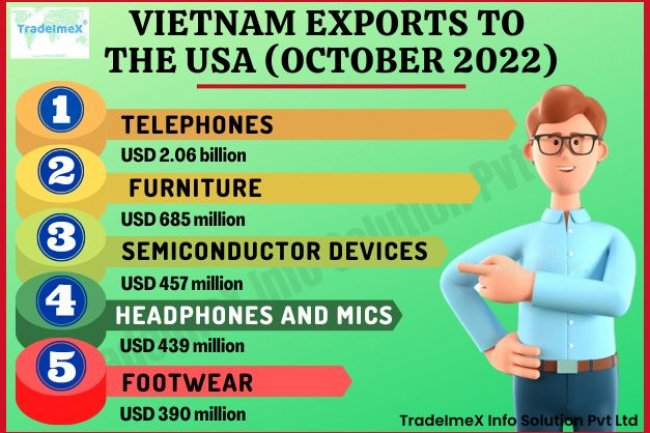 TradeImeX
VIETNAM EXPORTS TO
THE USA (OCTOBER 2022)
1
TELEPHONES
USD 2.06 billion
2
FURNITURE
USD 685 million
3
SEMICONDUCTOR DEVICES
USD 457 million
4
HEADPHONES AND MICS
USD 439 million
5
FOOTWEAR
USD 390 million
TradeImeX Info Solution Pvt Ltd